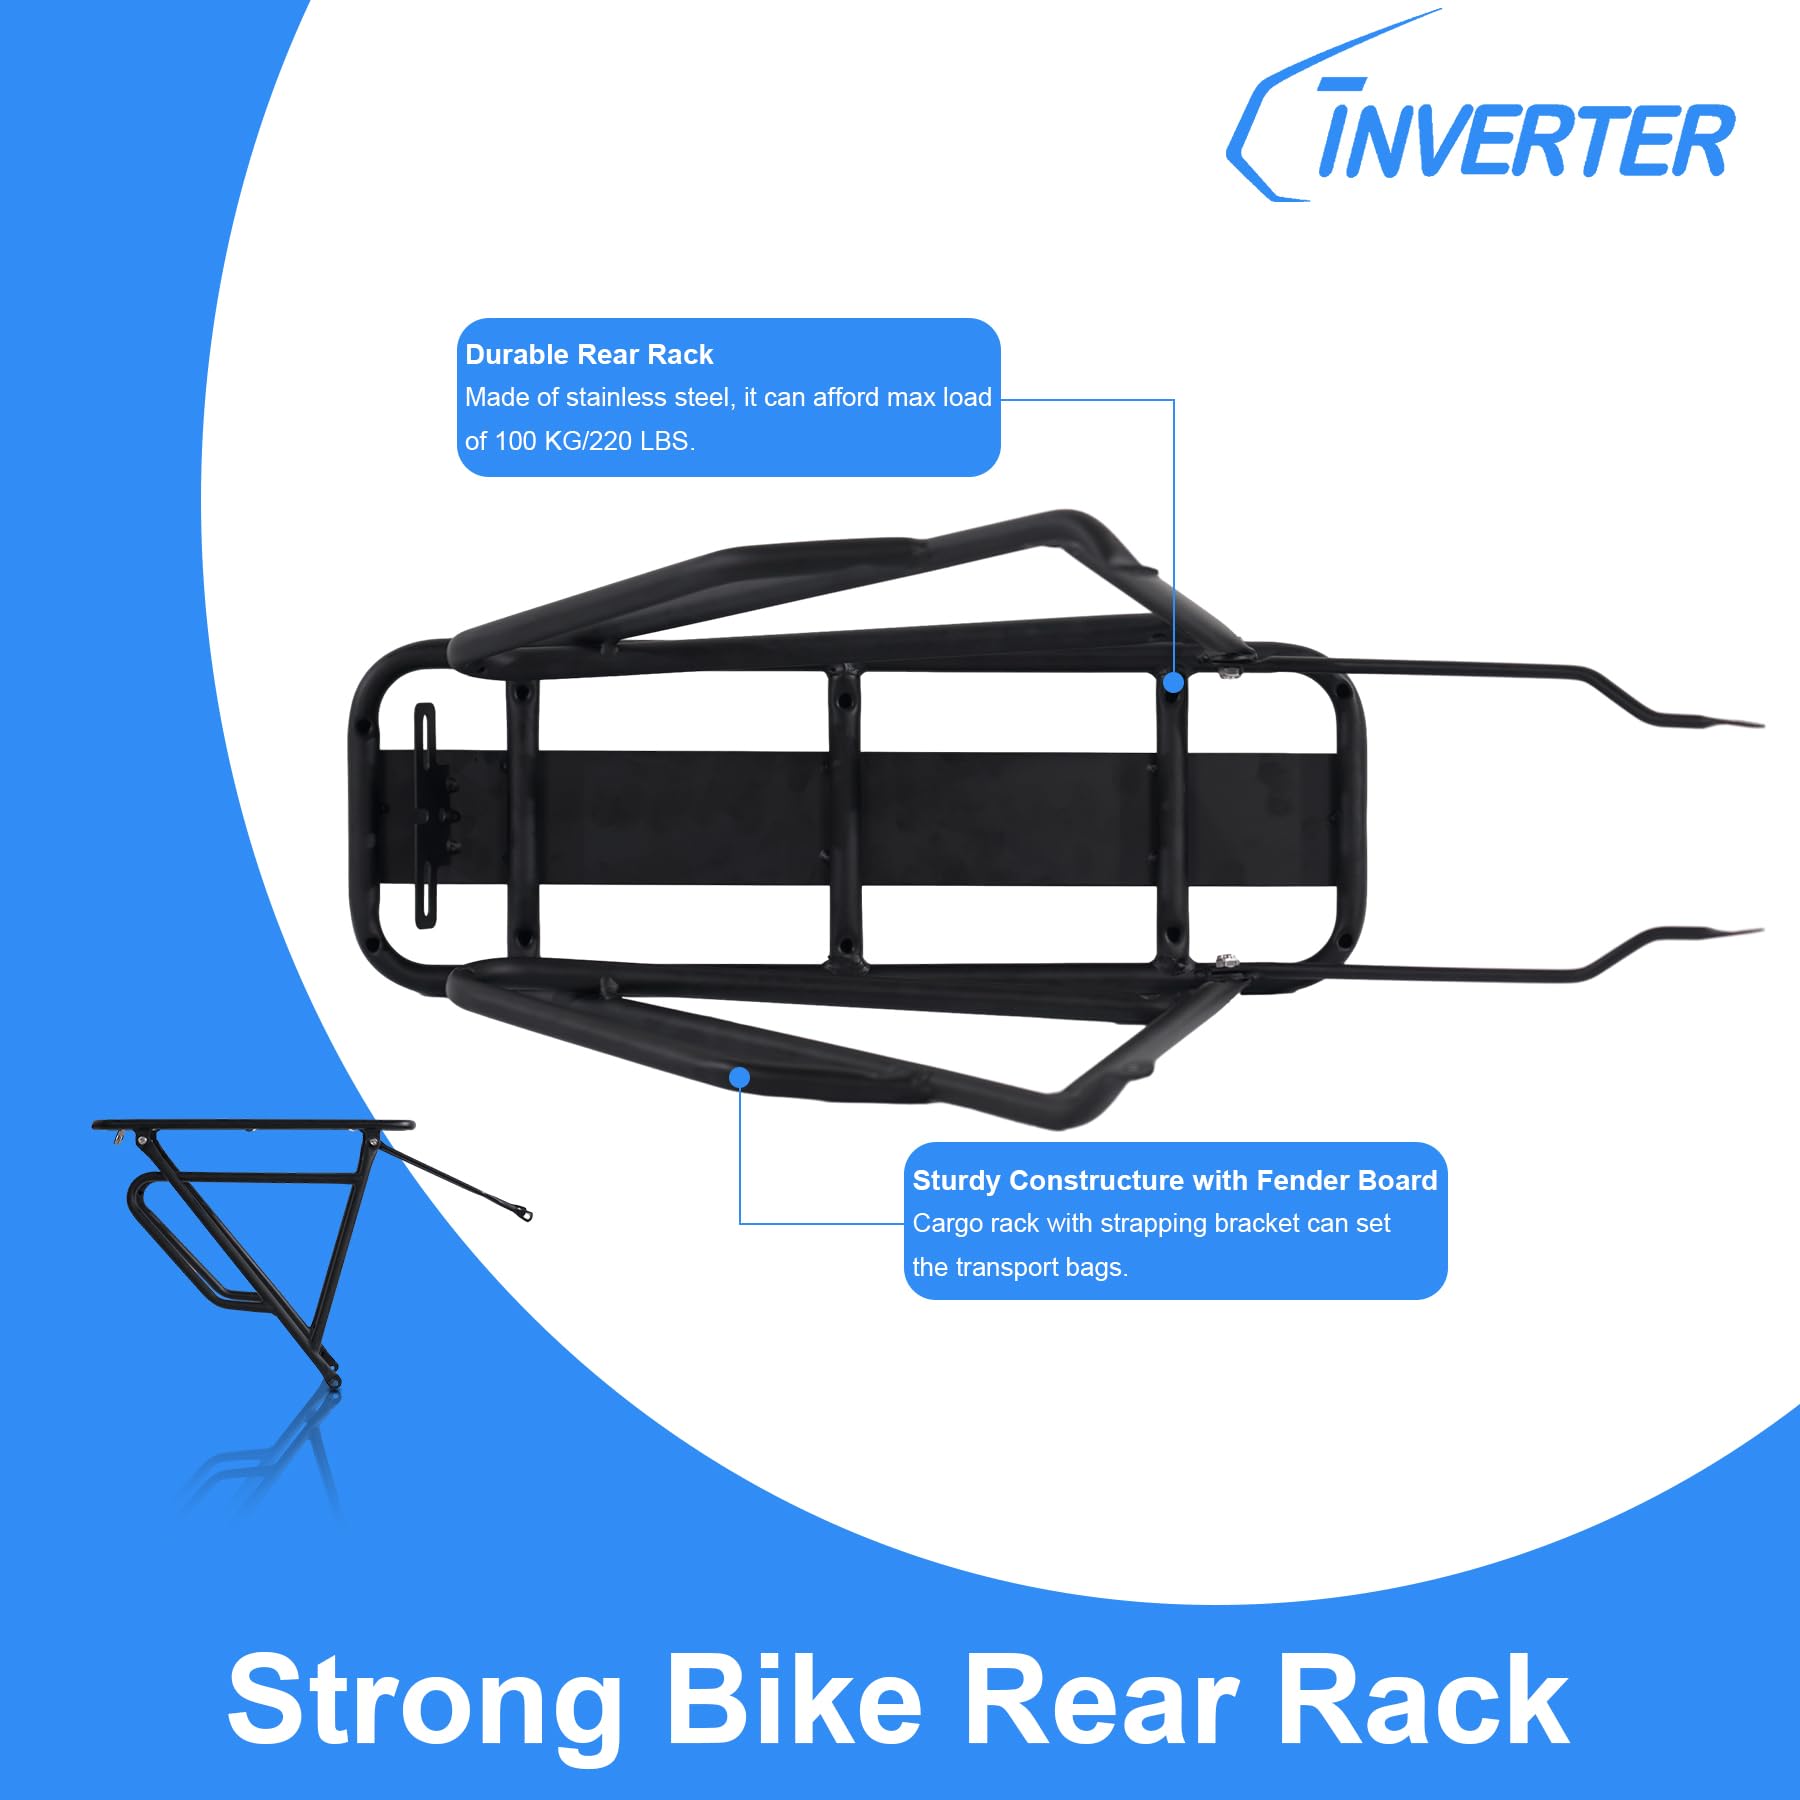 INVERTER
Durable Rear Rack
Made of stainless steel, it can afford max load
of 100 KG/220 LBS.
Sturdy Constructure with Fender Board
Cargo rack with strapping bracket can set
the transport bags.
Strong Bike Rear Rack